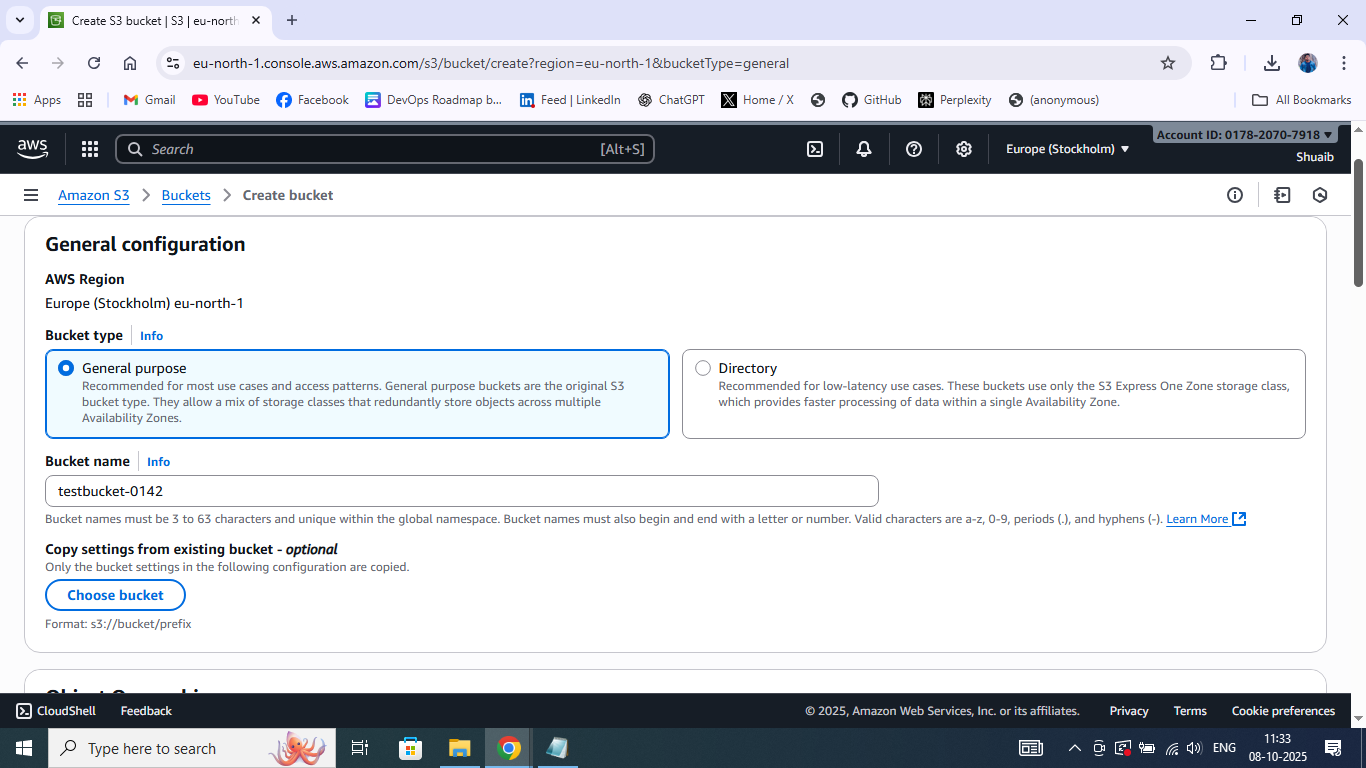 Create S3 bucket | S3 | eu-north
eu-north-1.console.aws.amazon.com/s3/bucket/create?region=eu-north-1&bucketType=general
Apps Gmail YouTube Facebook DevOps Roadmap b... Feed | LinkedIn ChatGPT Home / X GitHub Perplexity (anonymous) All Bookmarks
aws Search [Alt+S] Europe (Stockholm) Account ID: 0178-2070-7918
Shuaib
Amazon S3 Buckets Create bucket
General configuration
AWS Region
Europe (Stockholm) eu-north-1
Bucket type Info
General purpose
Recommended for most use cases and access patterns. General purpose buckets are the original S3
bucket type. They allow a mix of storage classes that redundantly store objects across multiple
Availability Zones.
Directory
Recommended for low-latency use cases. These buckets use only the S3 Express One Zone storage class,
which provides faster processing of data within a single Availability Zone.
Bucket name Info
testbucket-0142
Bucket names must be 3 to 63 characters and unique within the global namespace. Bucket names must also begin and end with a letter or number. Valid characters are a-z, 0-9, periods (.), and hyphens (-). Learn More
Copy settings from existing bucket - optional
Only the bucket settings in the following configuration are copied.
Choose bucket
Format: s3://bucket/prefix
CloudShell Feedback © 2025, Amazon Web Services, Inc. or its affiliates. Privacy Terms Cookie preferences
Type here to search ENG 11:33
08-10-2025